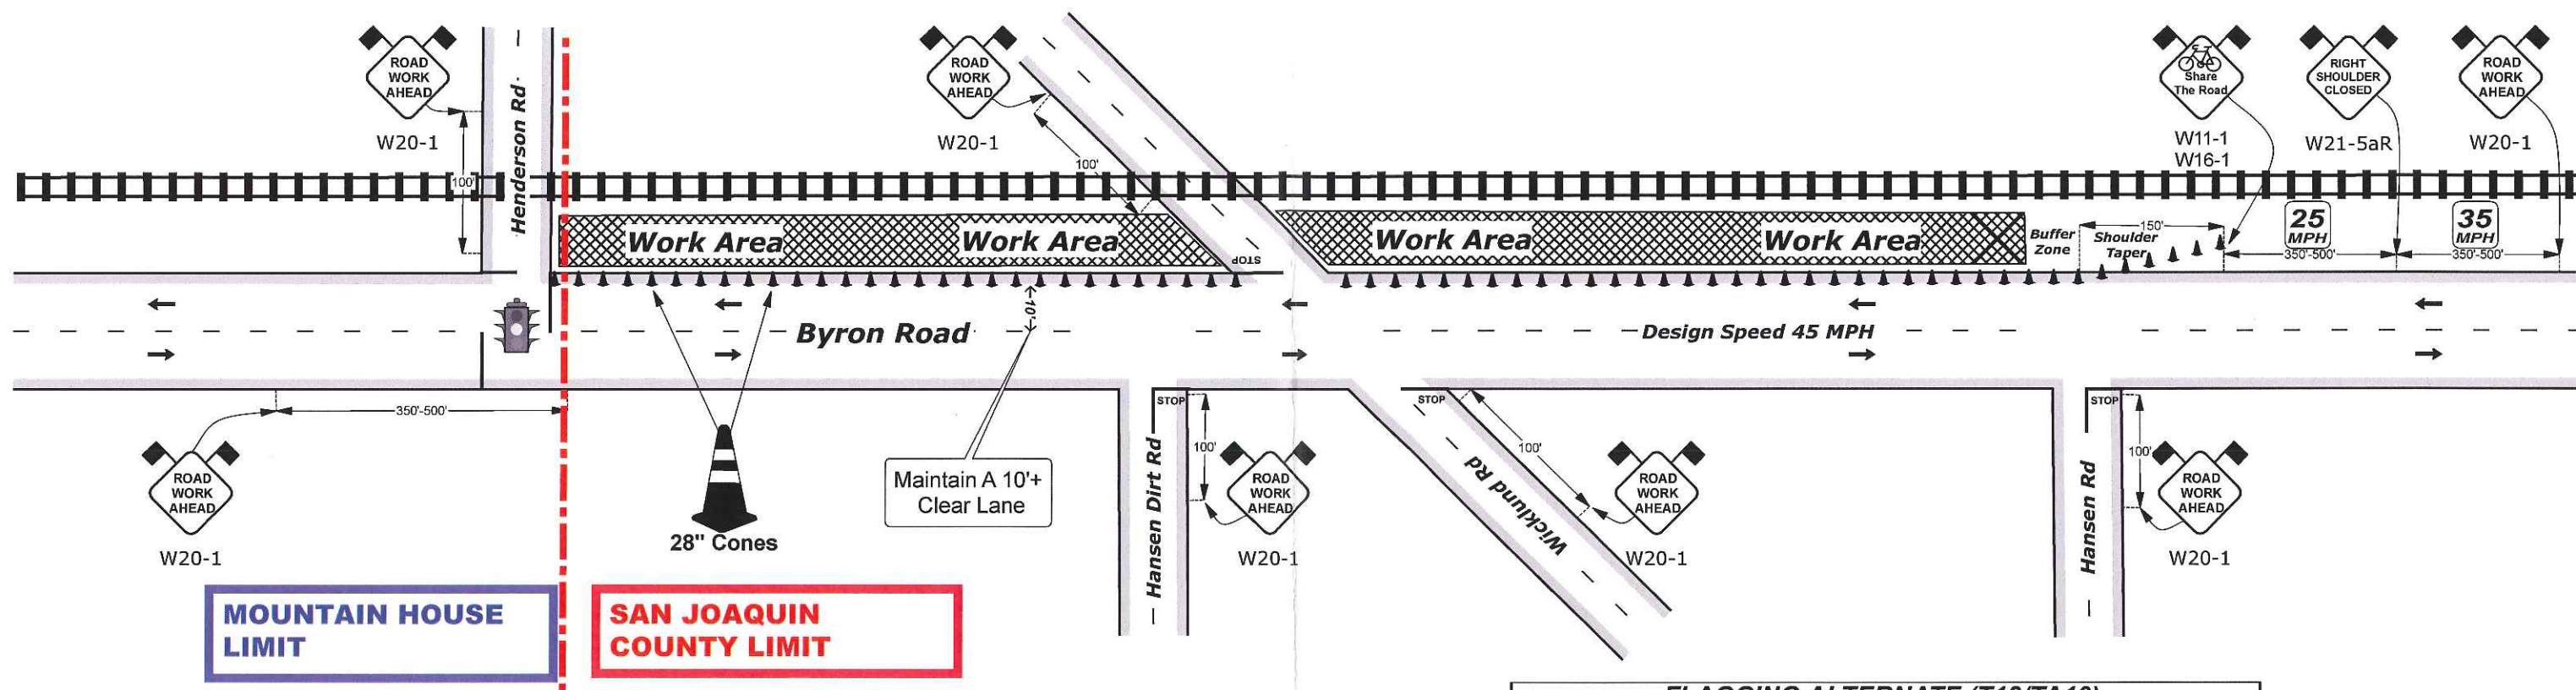 ROAD
WORK
AHEAD
W20-1
100'
Henderson Rd
ROAD
WORK
AHEAD
W20-1
100'
Share
The Road
W11-1
W16-1
RIGHT
SHOULDER
CLOSED
W21-5aR
ROAD
WORK
AHEAD
W20-1
Work Area
Work Area
STOP
Work Area
Work Area
Buffer
Zone
Shoulder
Taper
150'
25
MPH
350'-500'
35
MPH
350'-500'
10'
Byron Road
Design Speed 45 MPH
350'-500'
ROAD
WORK
AHEAD
W20-1
28" Cones
Maintain A 10'+
Clear Lane
STOP
Hansen Dirt Rd
100'
ROAD
WORK
AHEAD
W20-1
STOP
Wicklund Rd
100'
ROAD
WORK
AHEAD
W20-1
STOP
Hansen Rd
100'
ROAD
WORK
AHEAD
W20-1
MOUNTAIN HOUSE
LIMIT
SAN JOAQUIN
COUNTY LIMIT
FLAGGING ALTERNATE